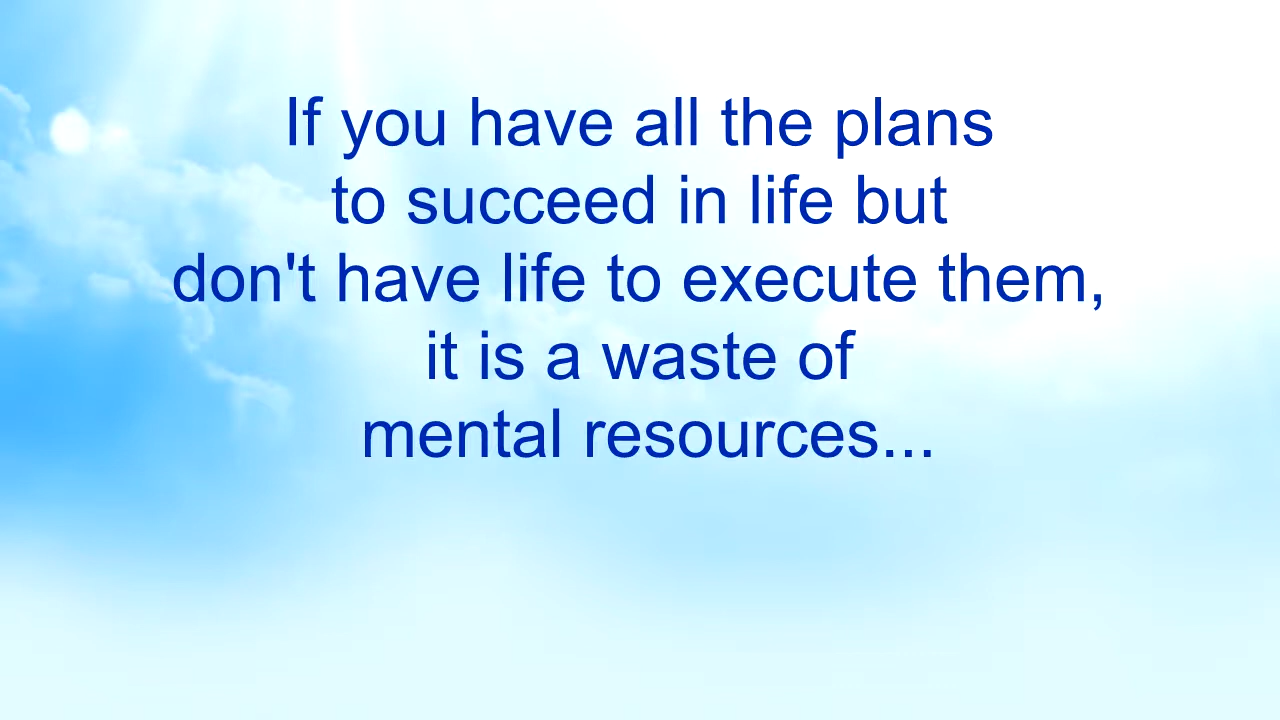 If you have all the plans
to succeed in life but
don't have life to execute them,
it is a waste of
mental resources...